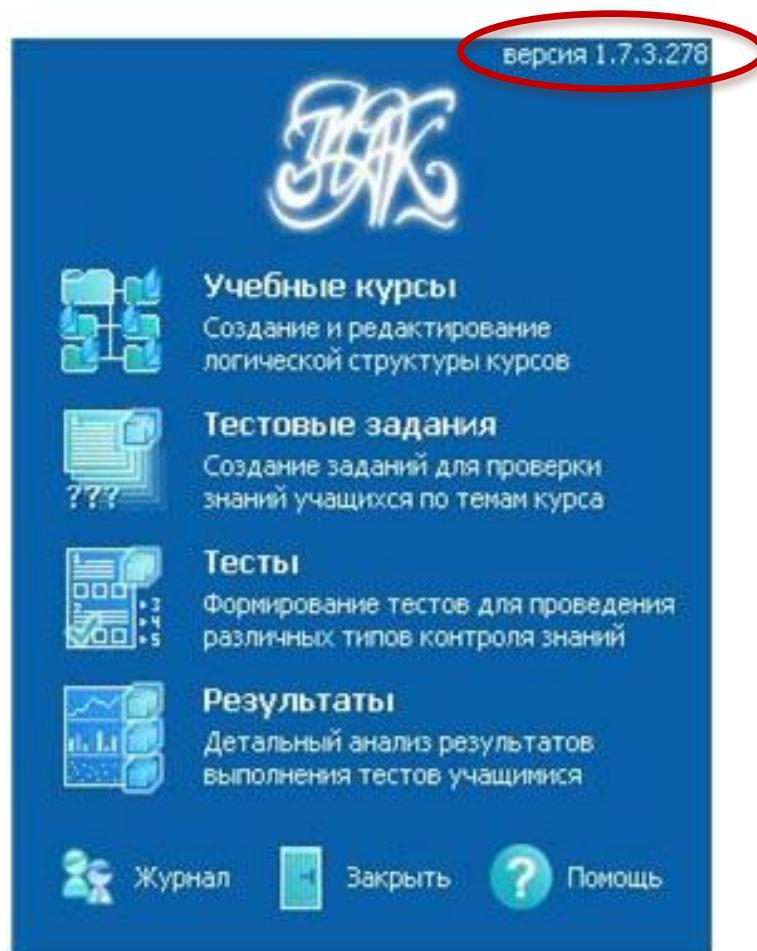 версия 1.7.3.278
ЗНАК
Учебные курсы
Создание и редактирование
логической структуры курсов
???
Тестовые задания
Создание заданий для проверки
знаний учащихся по темам курса
Тесты
Формирование тестов для проведения
различных типов контроля знаний
Результаты
Детальный анализ результатов
выполнения тестов учащимися
Журнал
Закрыть
? Помощь